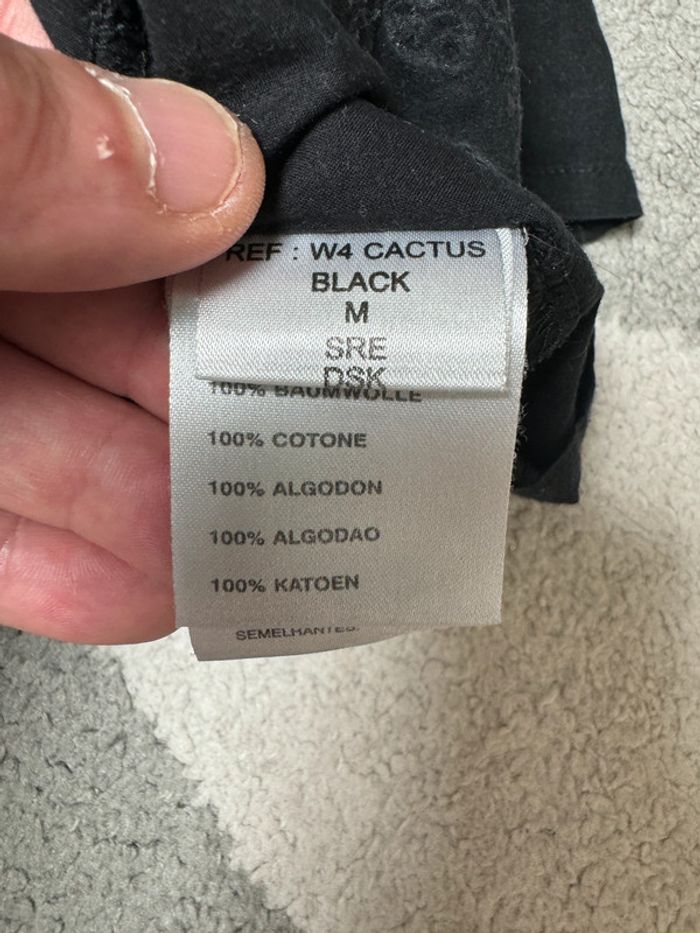 REF : W4 CACTUS
BLACK
M
SRE
DSK
100% BAUMWOLLE
100% COTONE
100% ALGODON
100% ALGODAO
100% KATOEN
SEMELHANTES.